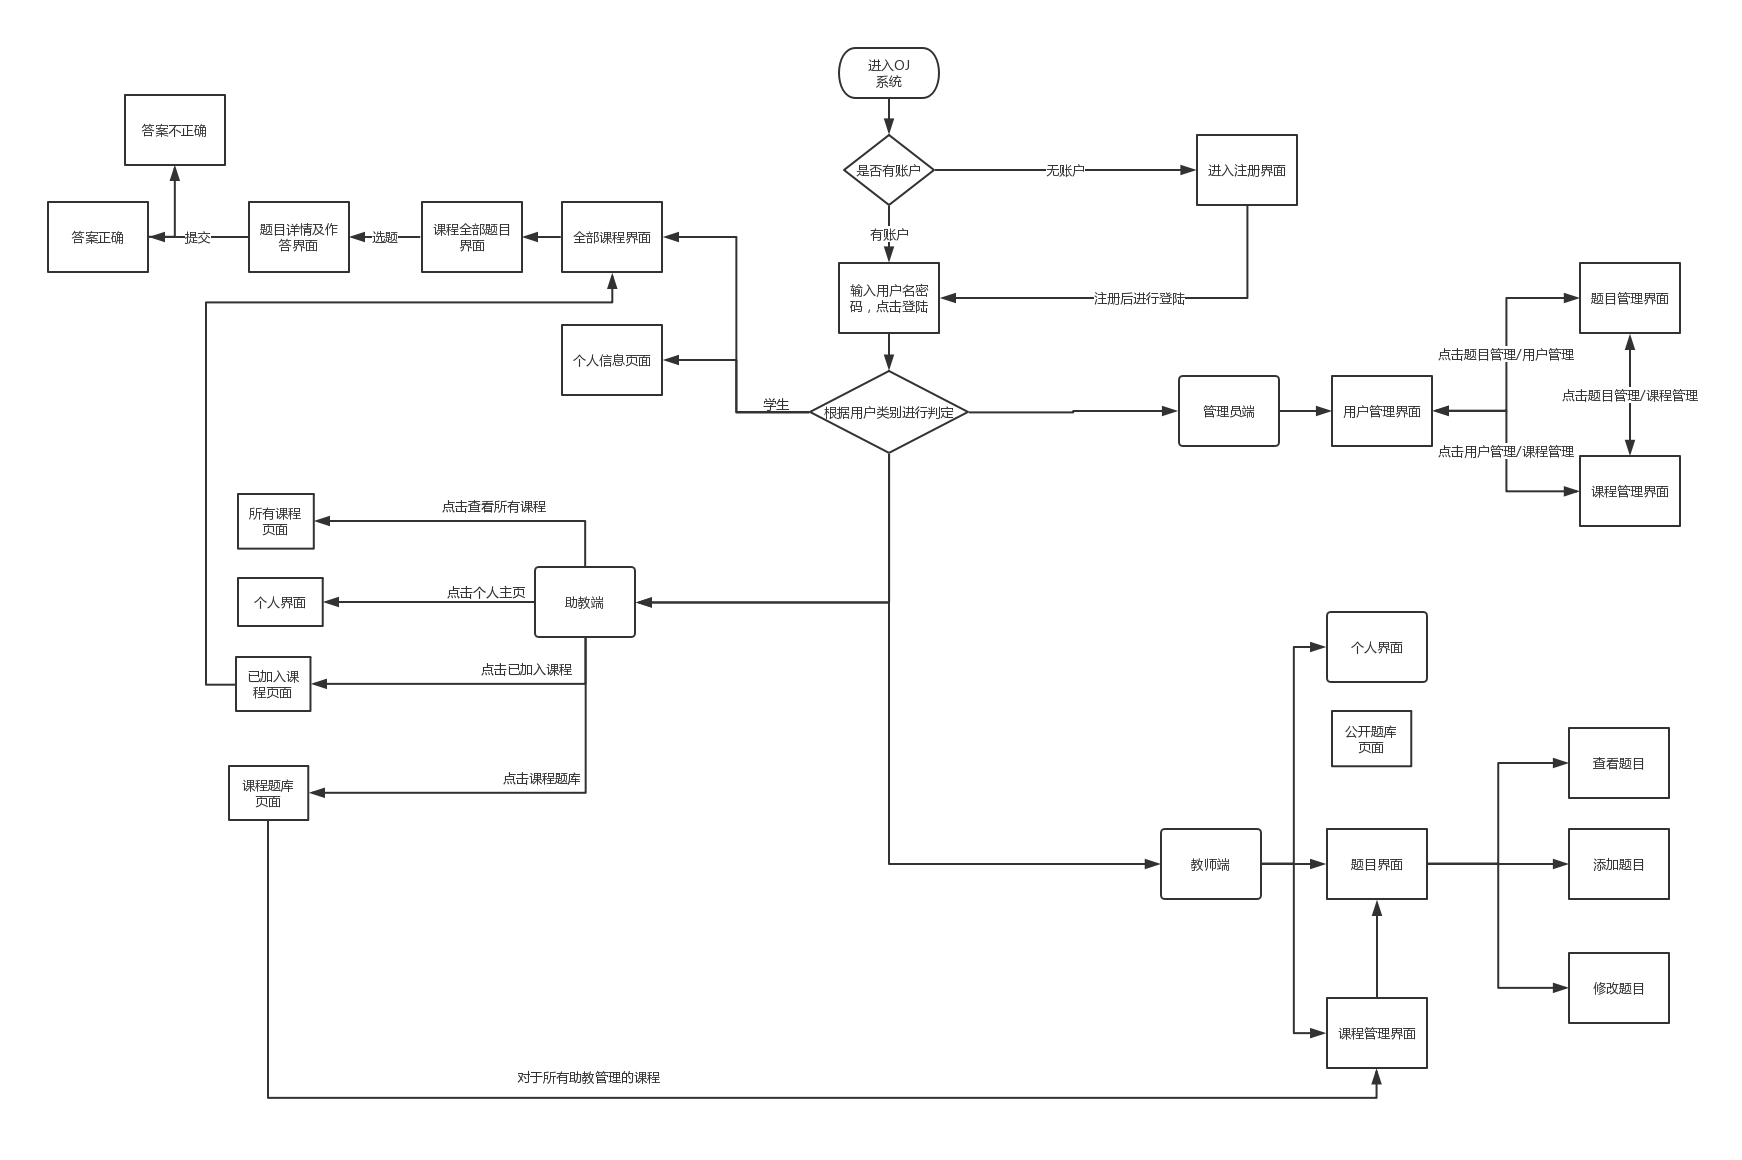 进入OJ
系统
答案不正确
是否有账户
无账户
进入注册界面
答案正确
提交
题目详情及作
答界面
选题
课程全部题目
界面
全部课程界面
有账户
输入用户名密
码，点击登陆
注册后进行登陆
题目管理界面
个人信息页面
点击题目管理/用户管理
学生
根据用户类别进行判定
管理员端
用户管理界面
点击题目管理/课程管理
点击用户管理/课程管理
课程管理界面
所有课程
页面
点击查看所有课程
个人界面
点击个人主页
助教端
已加入课
程页面
点击已加入课程
个人界面
公开题库
页面
课程题库
页面
点击课程题库
查看题目
教师端
题目界面
添加题目
修改题目
课程管理界面
对于所有助教管理的课程